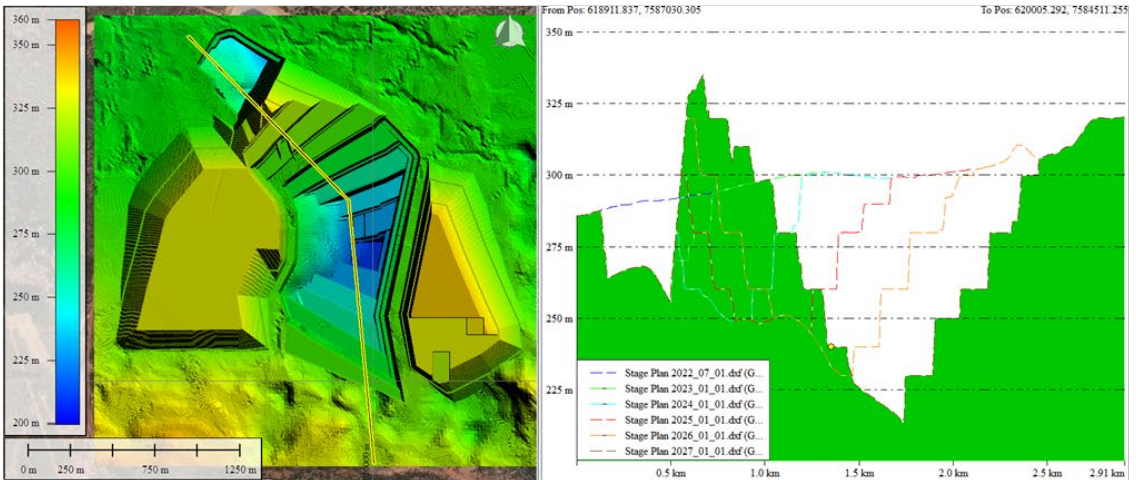 360 m
350 m
325 m
300 m
275 m
250 m
225 m
200 m
0 m 250 m 750 m 1250 m
From Pos: 618911.837, 7587030.305 To Pos: 620005.292, 7584511.255
350 m
325 m
300 m
275 m
250 m
225 m
Stage Plan 2022_07_01.dxf (G...
Stage Plan 2023_01_01.dxf (G...
Stage Plan 2024_01_01.dxf (G...
Stage Plan 2025_01_01.dxf (G...
Stage Plan 2026_01_01.dxf (G...
Stage Plan 2027_01_01.dxf (G...
0.5 km 1.0 km 1.5 km 2.0 km 2.5 km 2.91 km